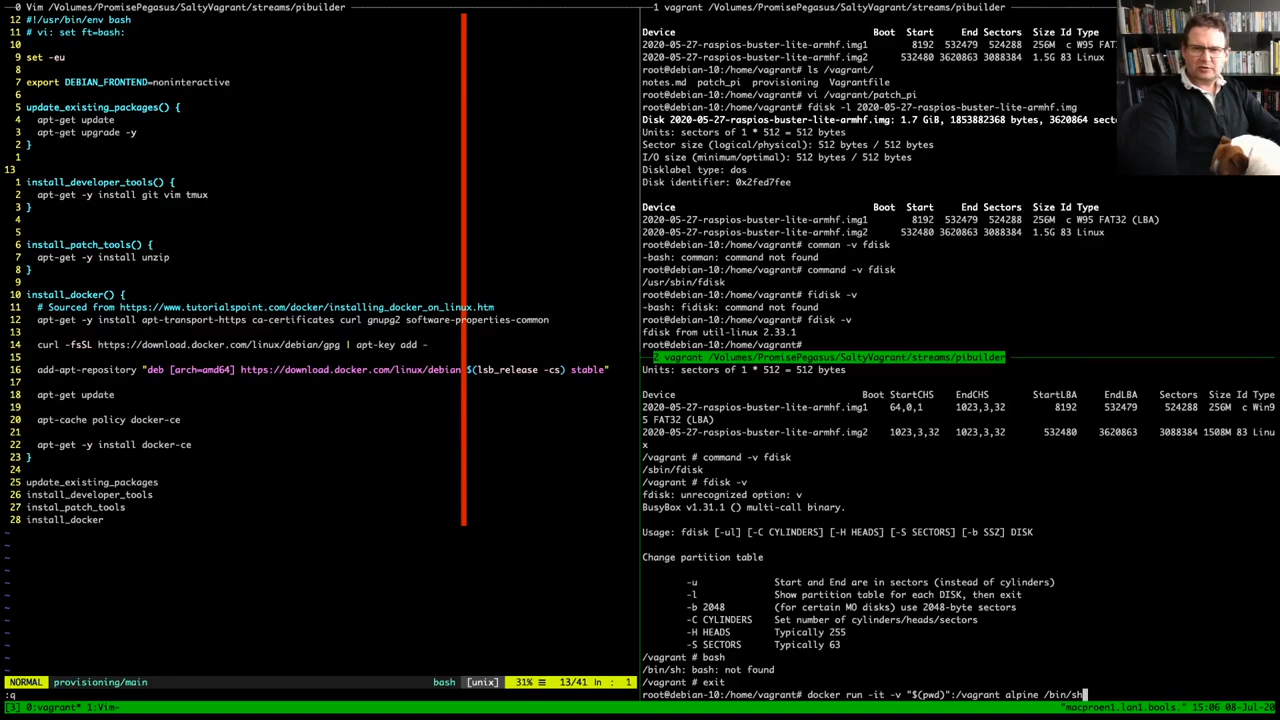 0 Vim /Volumes/PromisePegasus/SaltyVagrant/streams/pibuilder
12 #!/usr/bin/env bash
11 # vi: set ft=bash:
10
9 set -eu
8
7 export DEBIAN_FRONTEND=noninteractive
6
5 update_existing_packages() {
4 apt-get update
3 apt-get upgrade -y
2 }
1
13
1 install_developer_tools() {
2 apt-get -y install git vim tmux
3 }
4
5
6 install_patch_tools() {
7 apt-get -y install unzip
8 }
9
10 install_docker() {
11 # Sourced from https://www.tutorialspoint.com/docker/installing_docker_on_linux.htm
12 apt-get -y install apt-transport-https ca-certificates curl gnupg2 software-properties-common
13
14 curl -fsSL https://download.docker.com/linux/debian/gpg | apt-key add -
15
16 add-apt-repository "deb [arch=amd64] https://download.docker.com/linux/debian $(lsb_release -cs) stable"
17
18 apt-get update
19
20 apt-cache policy docker-ce
21
22 apt-get -y install docker-ce
23 }
24
25 update_existing_packages
26 install_developer_tools
27 instal_patch_tools
28 install_docker
~
~
~
~
~
~
~
~
~
~
~
~
NORMAL provisioning/main bash [unix] 31% 13/41 ln : 1
:q
1 vagrant /Volumes/PromisePegasus/SaltyVagrant/streams/pibuilder
Device Boot Start End Sectors Size Id Type
2020-05-27-raspios-buster-lite-armhf.img1 8192 532479 524288 256M c W95 FAT
2020-05-27-raspios-buster-lite-armhf.img2 532480 3620863 3088384 1.5G 83 Linux
root@debian-10:/home/vagrant# ls /vagrant/
notes.md patch_pi provisioning Vagrantfile
root@debian-10:/home/vagrant# vi /vagrant/patch_pi
root@debian-10:/home/vagrant# fdisk -l 2020-05-27-raspios-buster-lite-armhf.img
Disk 2020-05-27-raspios-buster-lite-armhf.img: 1.7 GiB, 1853882368 bytes, 3620864 secto
Units: sectors of 1 * 512 = 512 bytes
Sector size (logical/physical): 512 bytes / 512 bytes
I/O size (minimum/optimal): 512 bytes / 512 bytes
Disklabel type: dos
Disk identifier: 0x2fed7fee
Device Boot Start End Sectors Size Id Type
2020-05-27-raspios-buster-lite-armhf.img1 8192 532479 524288 256M c W95 FAT32 (LBA)
2020-05-27-raspios-buster-lite-armhf.img2 532480 3620863 3088384 1.5G 83 Linux
root@debian-10:/home/vagrant# comman -v fdisk
-bash: comman: command not found
root@debian-10:/home/vagrant# command -v fdisk
/usr/sbin/fdisk
root@debian-10:/home/vagrant# fidisk -v
-bash: fidisk: command not found
root@debian-10:/home/vagrant# fdisk -v
fdisk from util-linux 2.33.1
root@debian-10:/home/vagrant#
2 vagrant /Volumes/PromisePegasus/SaltyVagrant/streams/pibuilder
Units: sectors of 1 * 512 = 512 bytes
Device Boot StartCHS EndCHS StartLBA EndLBA Sectors Size Id Type
2020-05-27-raspios-buster-lite-armhf.img1 64,0,1 1023,3,32 8192 532479 524288 256M c Win9
5 FAT32 (LBA)
2020-05-27-raspios-buster-lite-armhf.img2 1023,3,32 1023,3,32 532480 3620863 3088384 1508M 83 Linu
x
/vagrant # command -v fdisk
/sbin/fdisk
/vagrant # fdisk -v
fdisk: unrecognized option: v
BusyBox v1.31.1 () multi-call binary.
Usage: fdisk [-ul] [-C CYLINDERS] [-H HEADS] [-S SECTORS] [-b SSZ] DISK
Change partition table
-u Start and End are in sectors (instead of cylinders)
-l Show partition table for each DISK, then exit
-b 2048 (for certain MO disks) use 2048-byte sectors
-C CYLINDERS Set number of cylinders/heads/sectors
-H HEADS Typically 255
-S SECTORS Typically 63
/vagrant # bash
/bin/sh: bash: not found
/vagrant # exit
root@debian-10:/home/vagrant# docker run -it -v "$(pwd)":/vagrant alpine /bin/sh
[3] 0:vagrant* 1:Vim- "macproen1.lan1.bools." 15:06 08-Jul-20